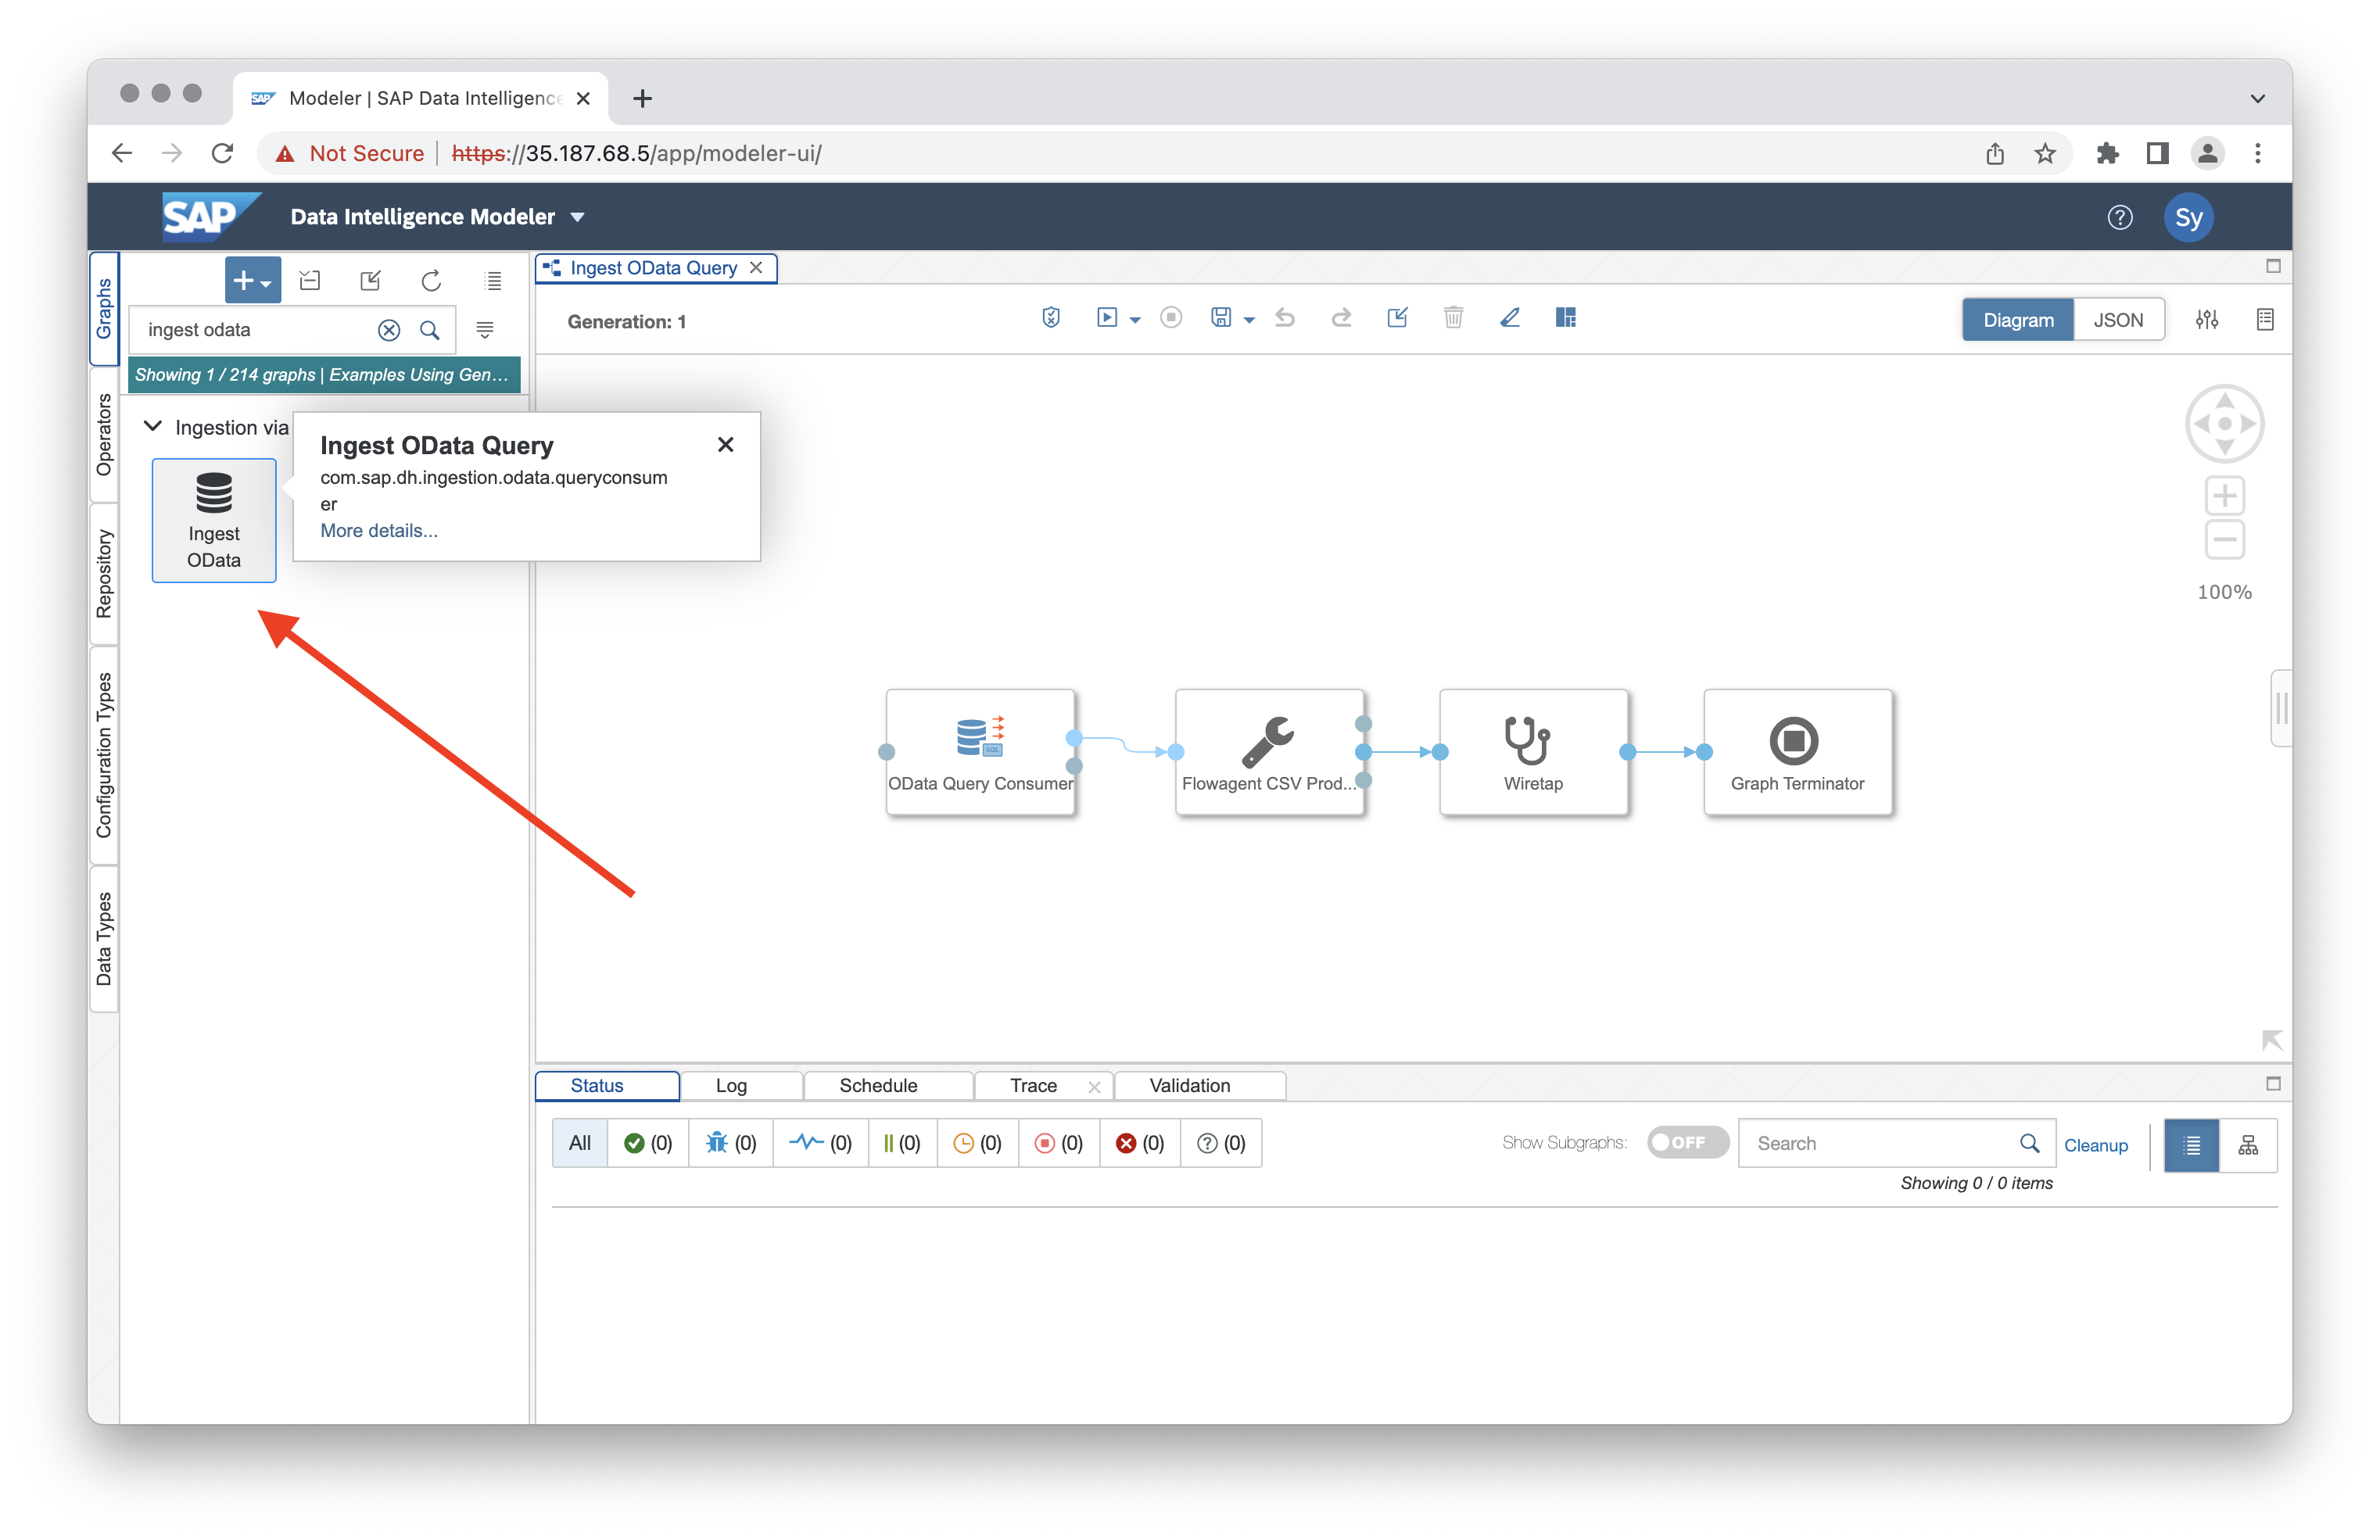 SAP Modeler | SAP Data Intelligence
Not Secure
https://35.187.68.5/app/modeler-ui/
SAP
Data Intelligence Modeler
Sy
Graphs
Operators
Repository
Configuration Types
Data Types
ingest odata
Showing 1 / 214 graphs | Examples Using Gen...
Ingestion via
Ingest
OData
Ingest OData Query
com.sap.dh.ingestion.odata.queryconsum
er
More details...
Ingest OData Query
Generation: 1
Diagram
JSON
100%
OData Query Consumer
SQL
Flowagent CSV Prod...
Wiretap
Graph Terminator
Status
Log
Schedule
Trace
Validation
All
(0)
(0)
(0)
(0)
(0)
(0)
(0)
(0)
Show Subgraphs:
OFF
Search
Cleanup
Showing 0 / 0 items